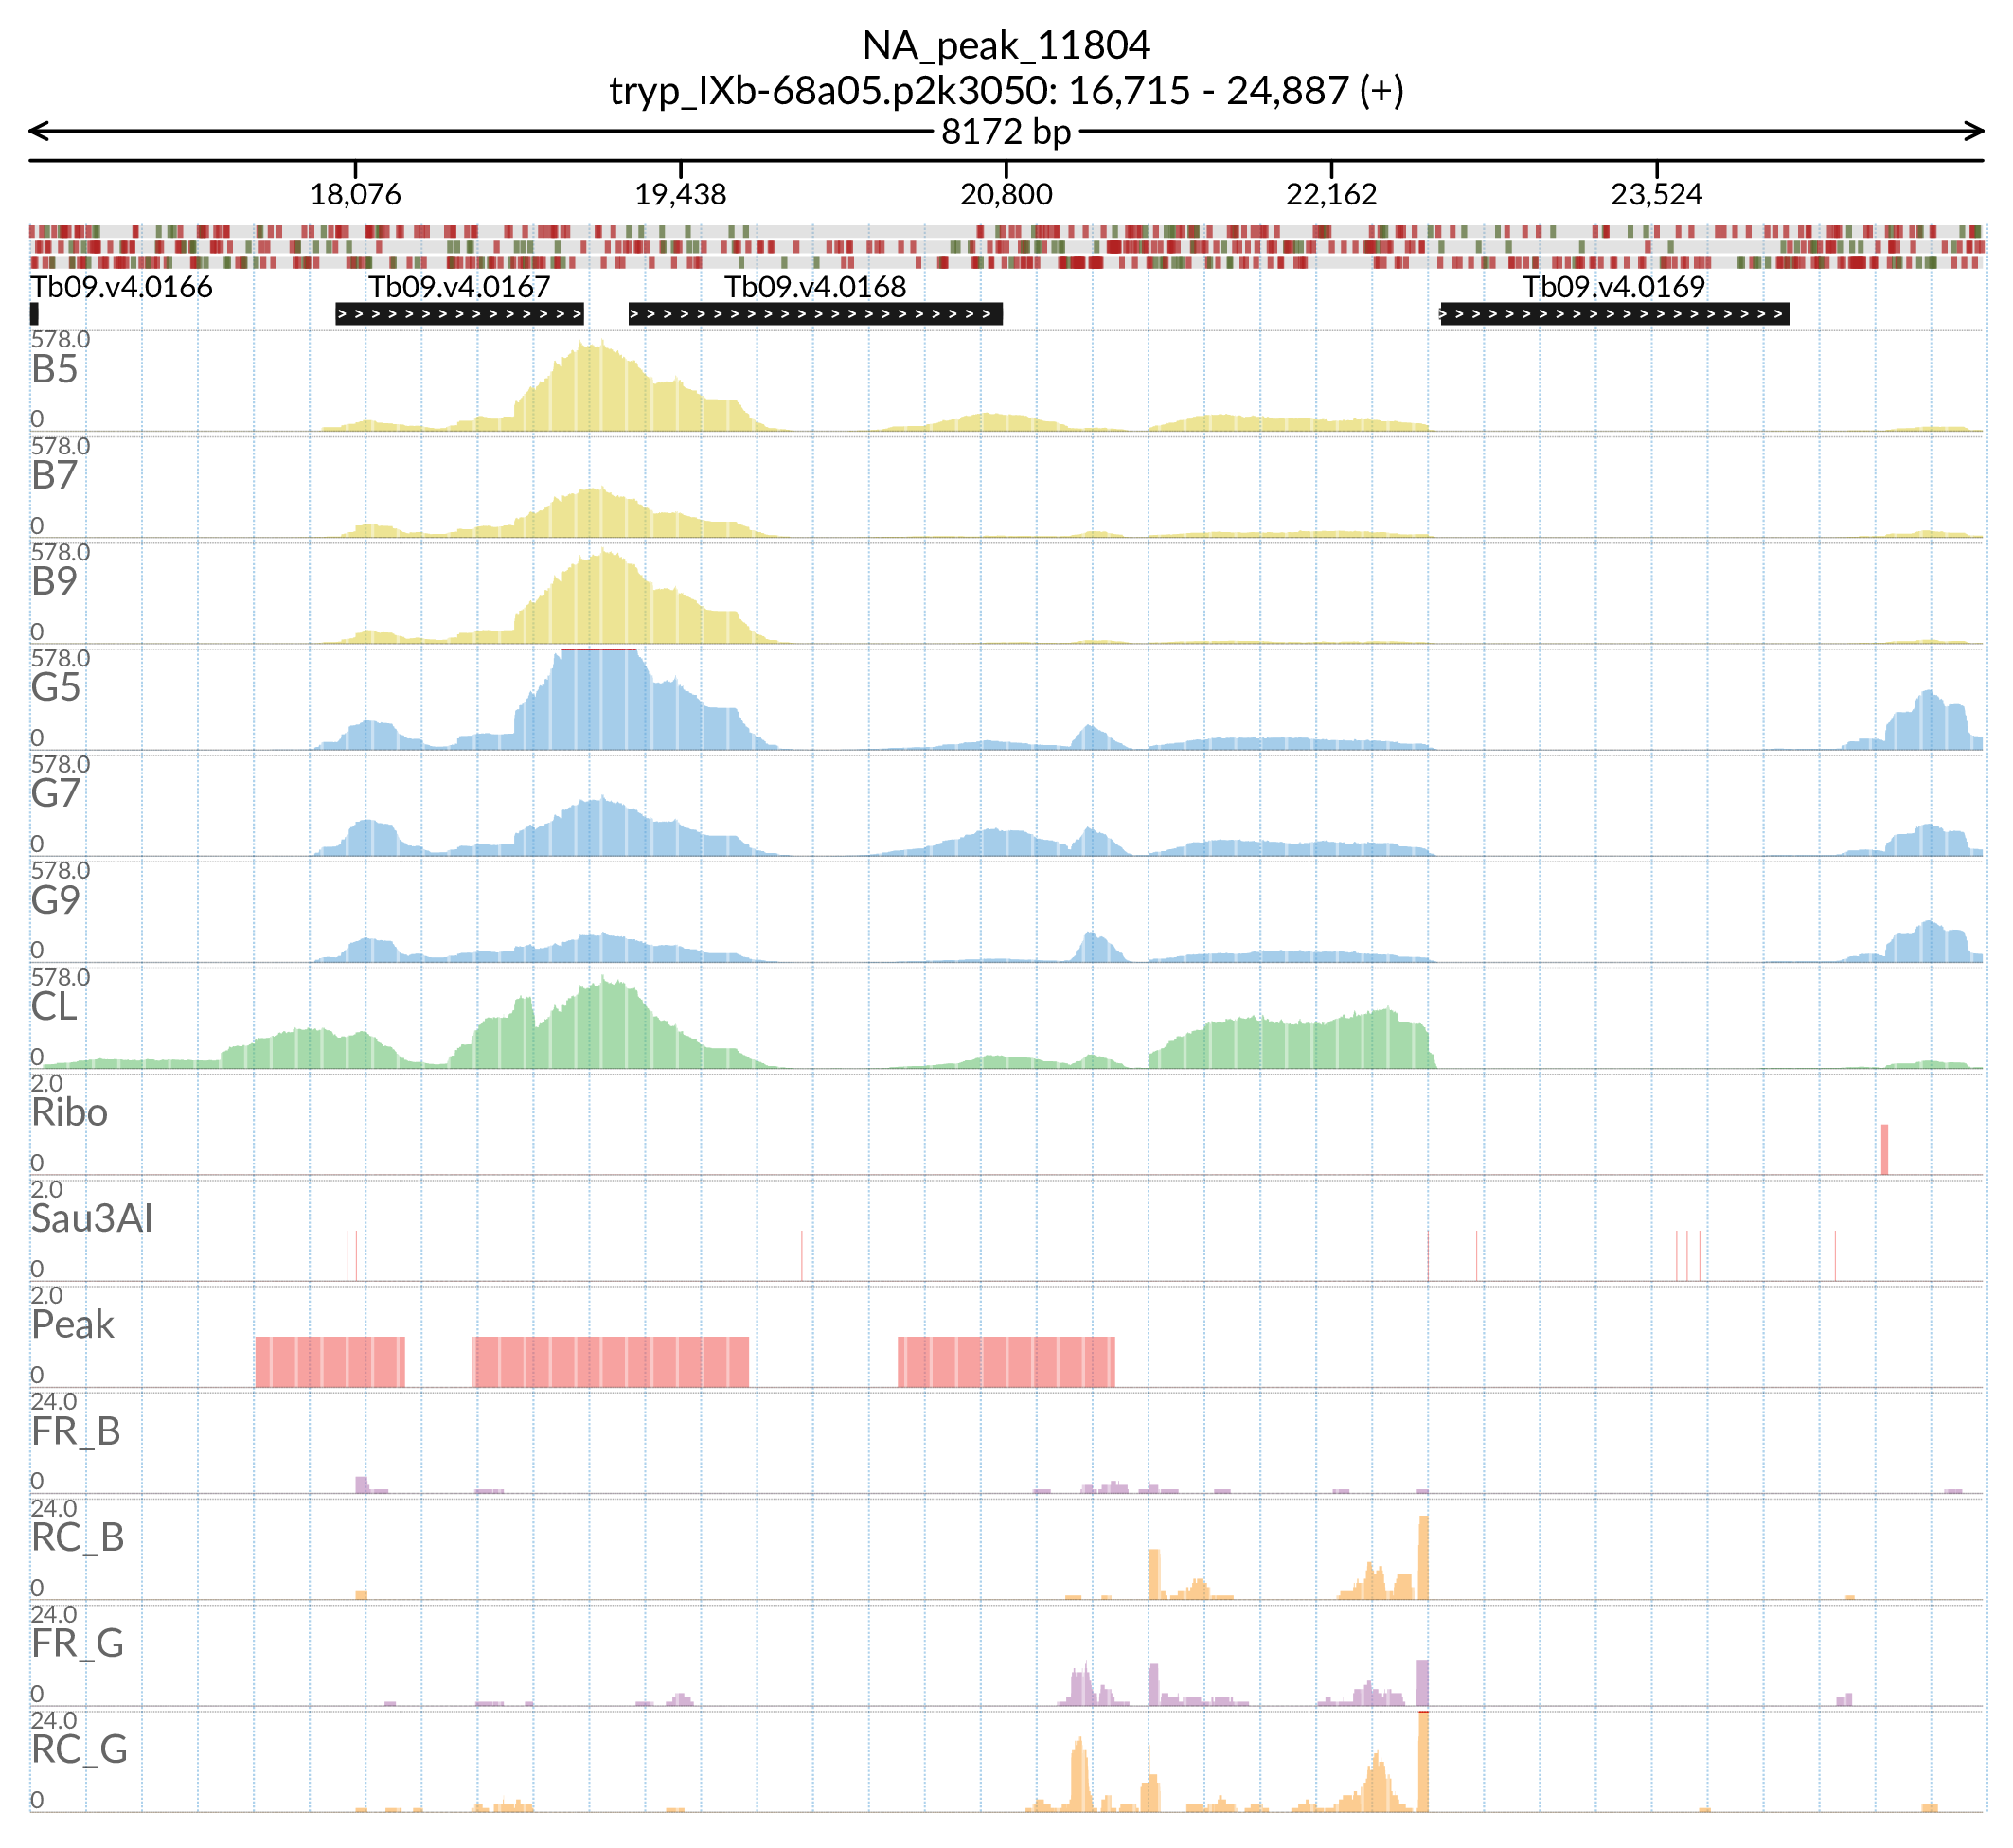 NA_peak_11804
tryp_IXb-68a05.p2k3050: 16,715 - 24,887 (+)
8172 bp
18,076 19,438 20,800 22,162 23,524
Tb09.v4.0166 Tb09.v4.0167 Tb09.v4.0168 Tb09.v4.0169
578.0
B5
0
578.0
B7
0
578.0
B9
0
578.0
G5
0
578.0
G7
0
578.0
G9
0
578.0
CL
0
2.0
Ribo
0
2.0
Sau3AI
0
2.0
Peak
0
24.0
FR_B
0
24.0
RC_B
0
24.0
FR_G
0
24.0
RC_G
0